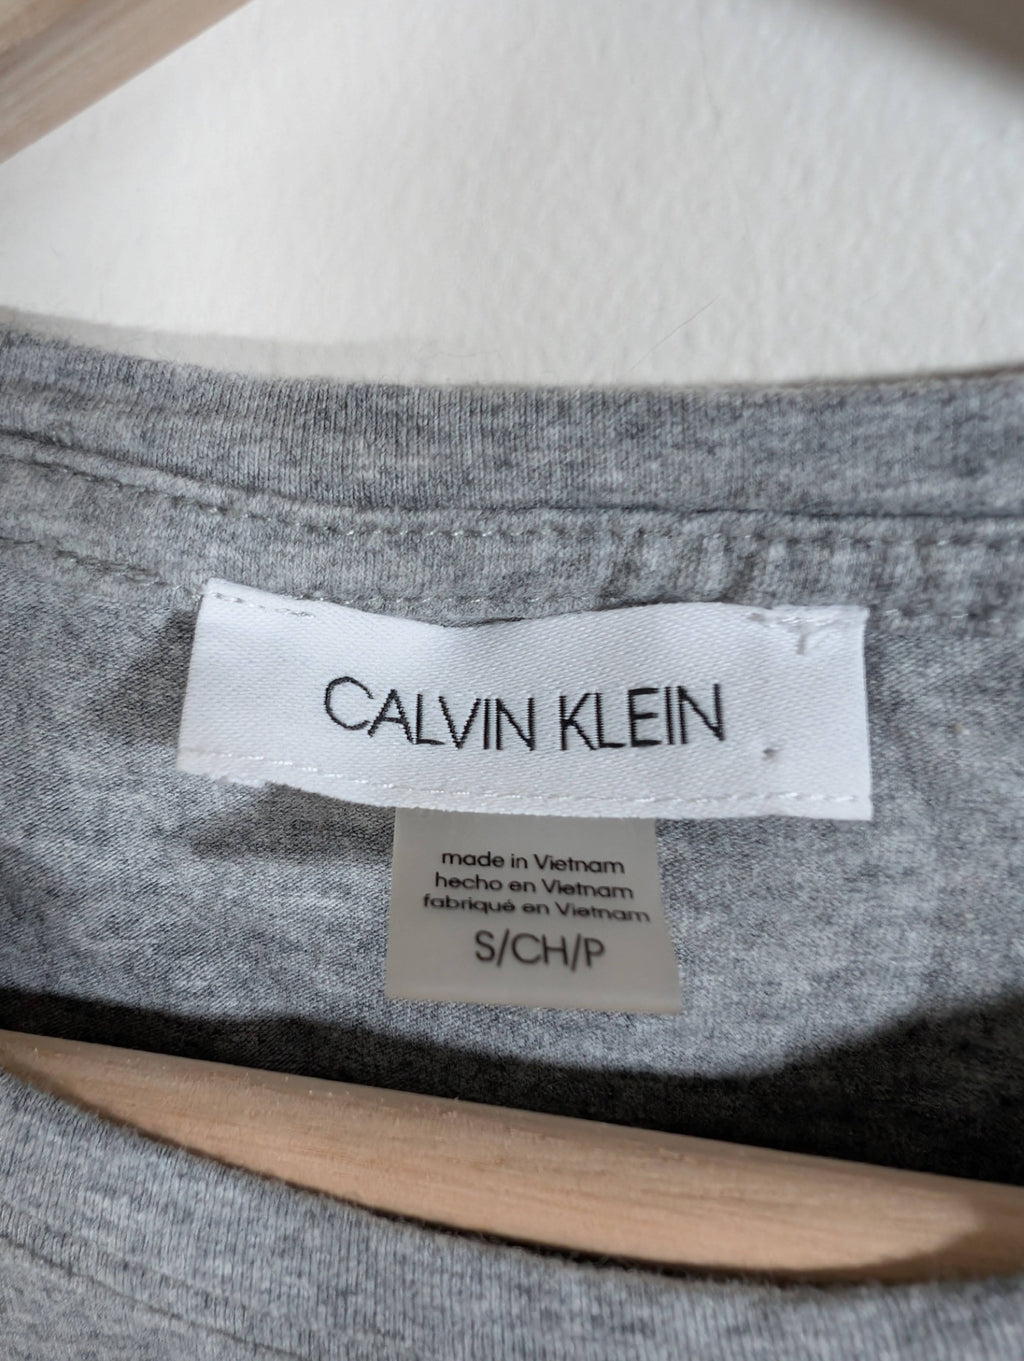 CALVIN KLEIN
made in Vietnam
hecho en Vietnam
fabriqué en Vietnam
S/CH/P